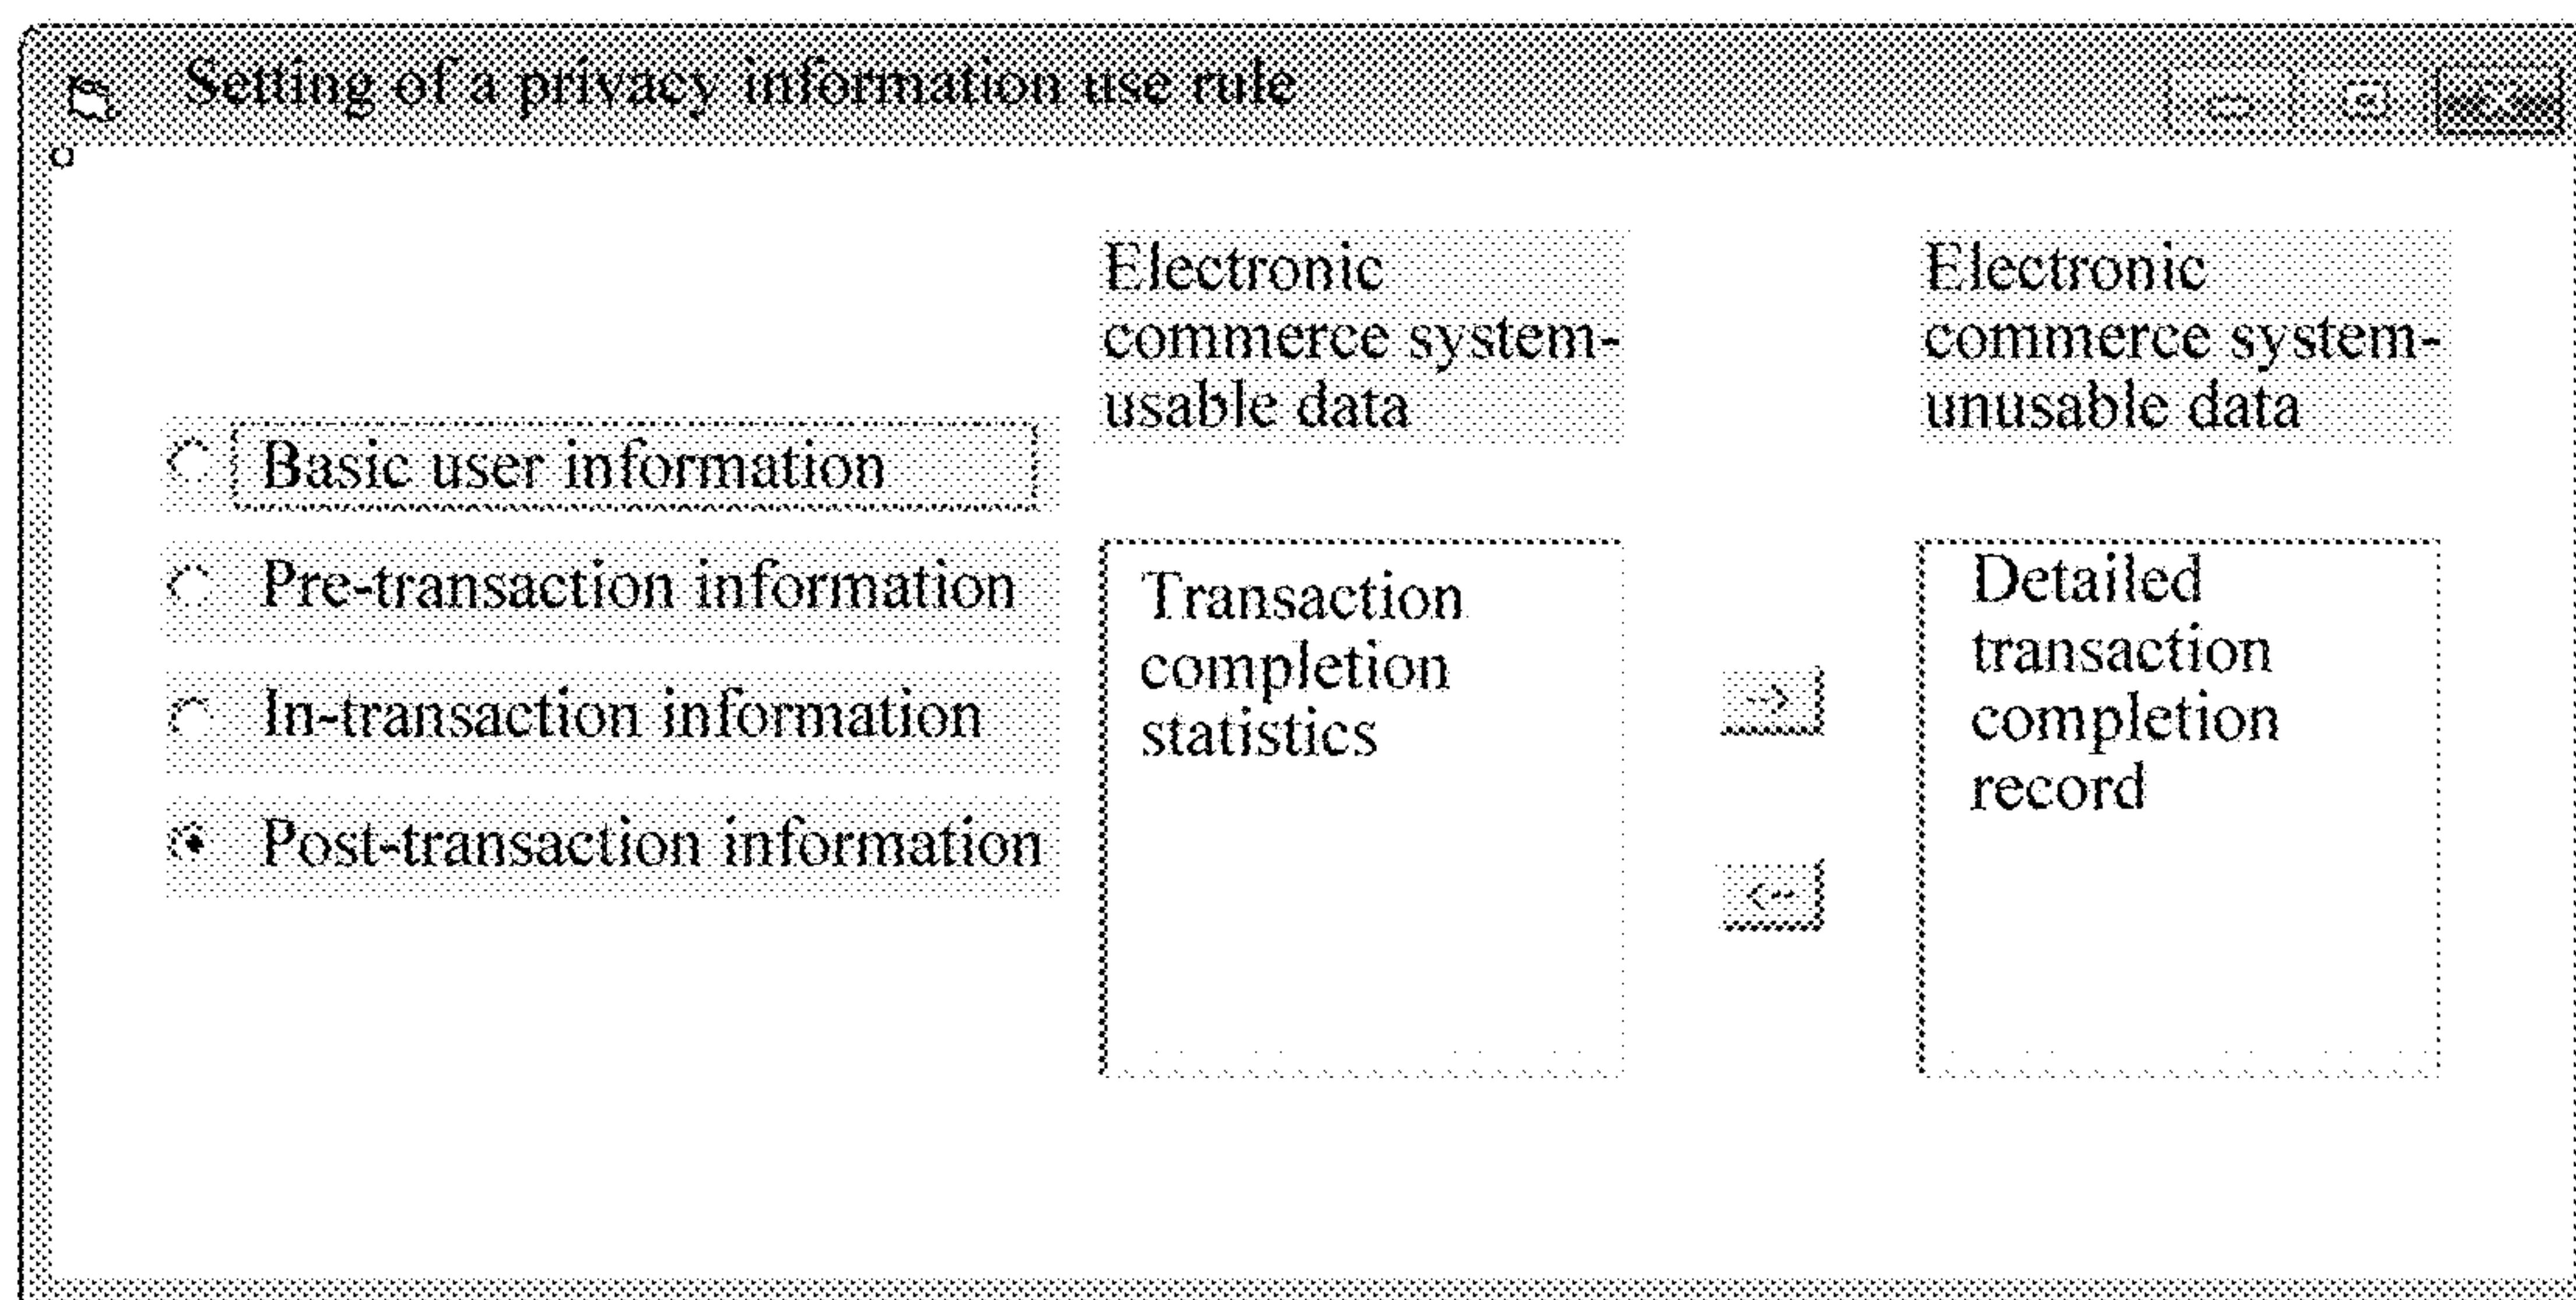 Setting of a privacy information use rule
Electronic
commerce system-
usable data
Electronic
commerce system-
unusable data
Basic user information
Pre-transaction information
In-transaction information
Post-transaction information
Transaction
completion
statistics
-->
<--
Detailed
transaction
completion
record